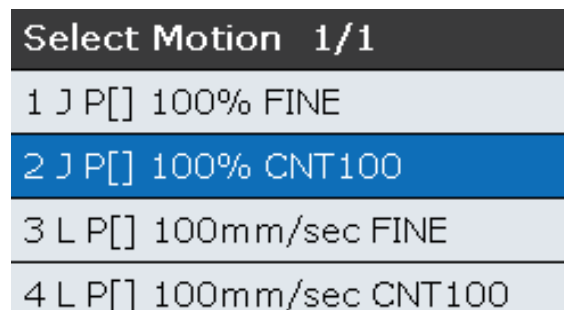 Select Motion 1/1
1 J P[] 100% FINE
2 J P[] 100% CNT100
3 L P[] 100mm/sec FINE
4 L P[] 100mm/sec CNT100